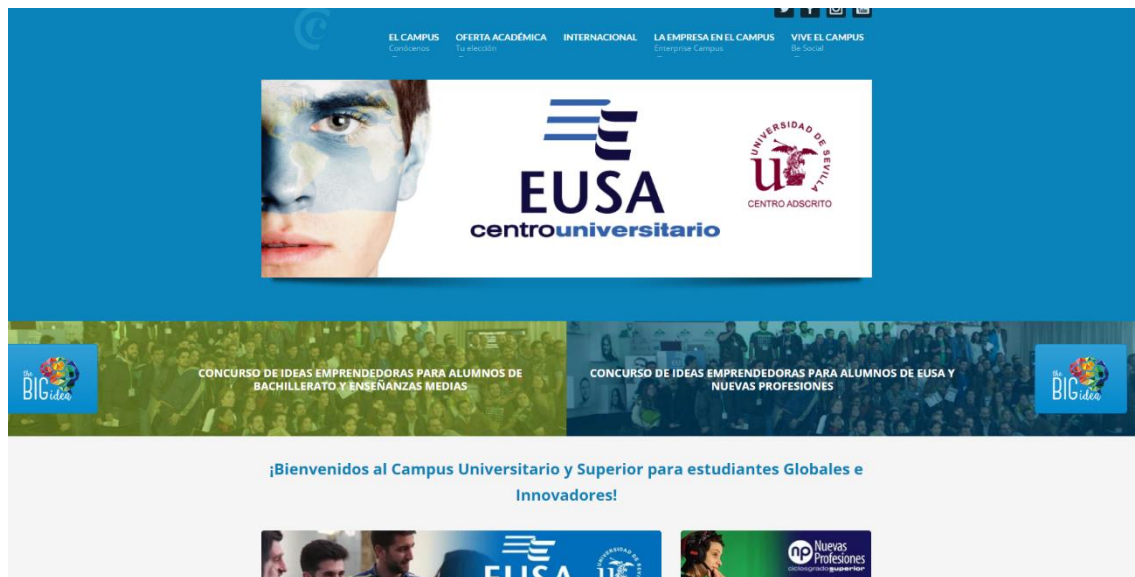 EL CAMPUS OFERTA ACADÉMICA INTERNACIONAL LA EMPRESA EN EL CAMPUS VIVE EL CAMPUS
Conócenos Tu elección Enterprise Campus Be Social
EUSA
centrouniversitario
UNIVERSIDAD DE SEVILLA
CENTRO ADSCRITO
the
BIG idea
CONCURSO DE IDEAS EMPRENDEDORAS PARA ALUMNOS DE
BACHILLERATO Y ENSEÑANZAS MEDIAS
CONCURSO DE IDEAS EMPRENDEDORAS PARA ALUMNOS DE EUSA Y
NUEVAS PROFESIONES
the
BIG idea
¡Bienvenidos al Campus Universitario y Superior para estudiantes Globales e
Innovadores!
EUSA
np Nuevas
Profesiones
ciclosgradosuperior